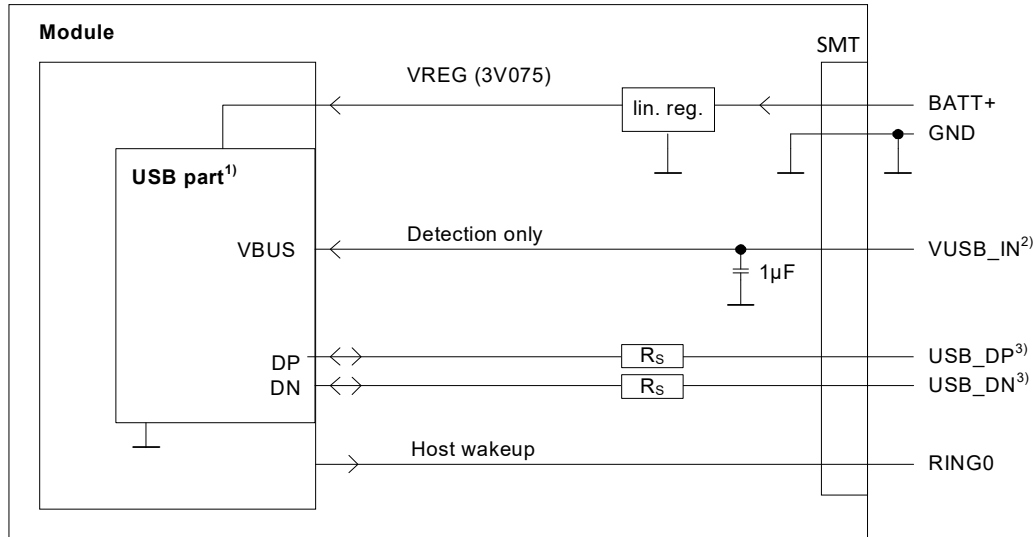 Module
SMT
VREG (3V075)
lin. reg.
BATT+
GND
USB part¹⁾
VBUS
Detection only
1µF
VUSB_IN²⁾
DP
DN
Rs
Rs
USB_DP³⁾
USB_DN³⁾
Host wakeup
RING0